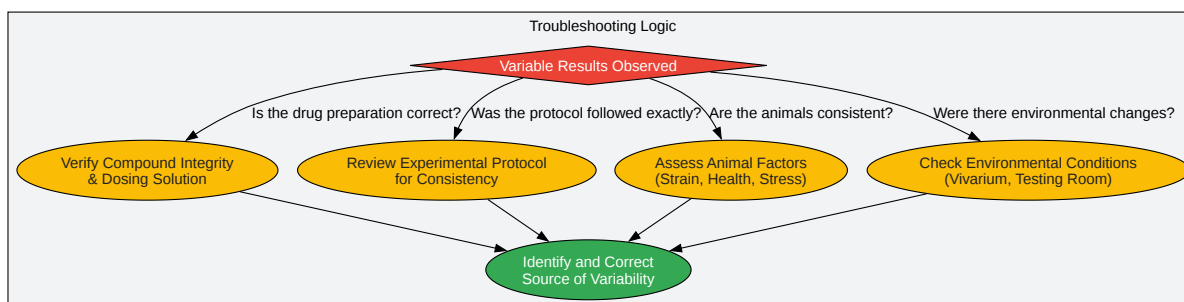 Troubleshooting Logic
Variable Results Observed
Is the drug preparation correct?
Was the protocol followed exactly?
Are the animals consistent?
Were there environmental changes?
Verify Compound Integrity
& Dosing Solution
Review Experimental Protocol
for Consistency
Assess Animal Factors
(Strain, Health, Stress)
Check Environmental Conditions
(Vivarium, Testing Room)
Identify and Correct
Source of Variability